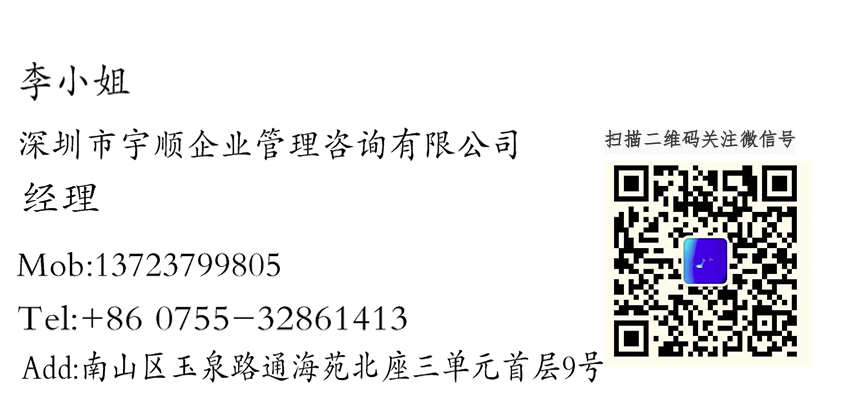 李小姐
深圳市宇顺企业管理咨询有限公司
扫描二维码关注微信号
经理
Mob:13723799805
Tel:+86 0755-32861413
Add:南山区玉泉路通海苑北座三单元首层9号